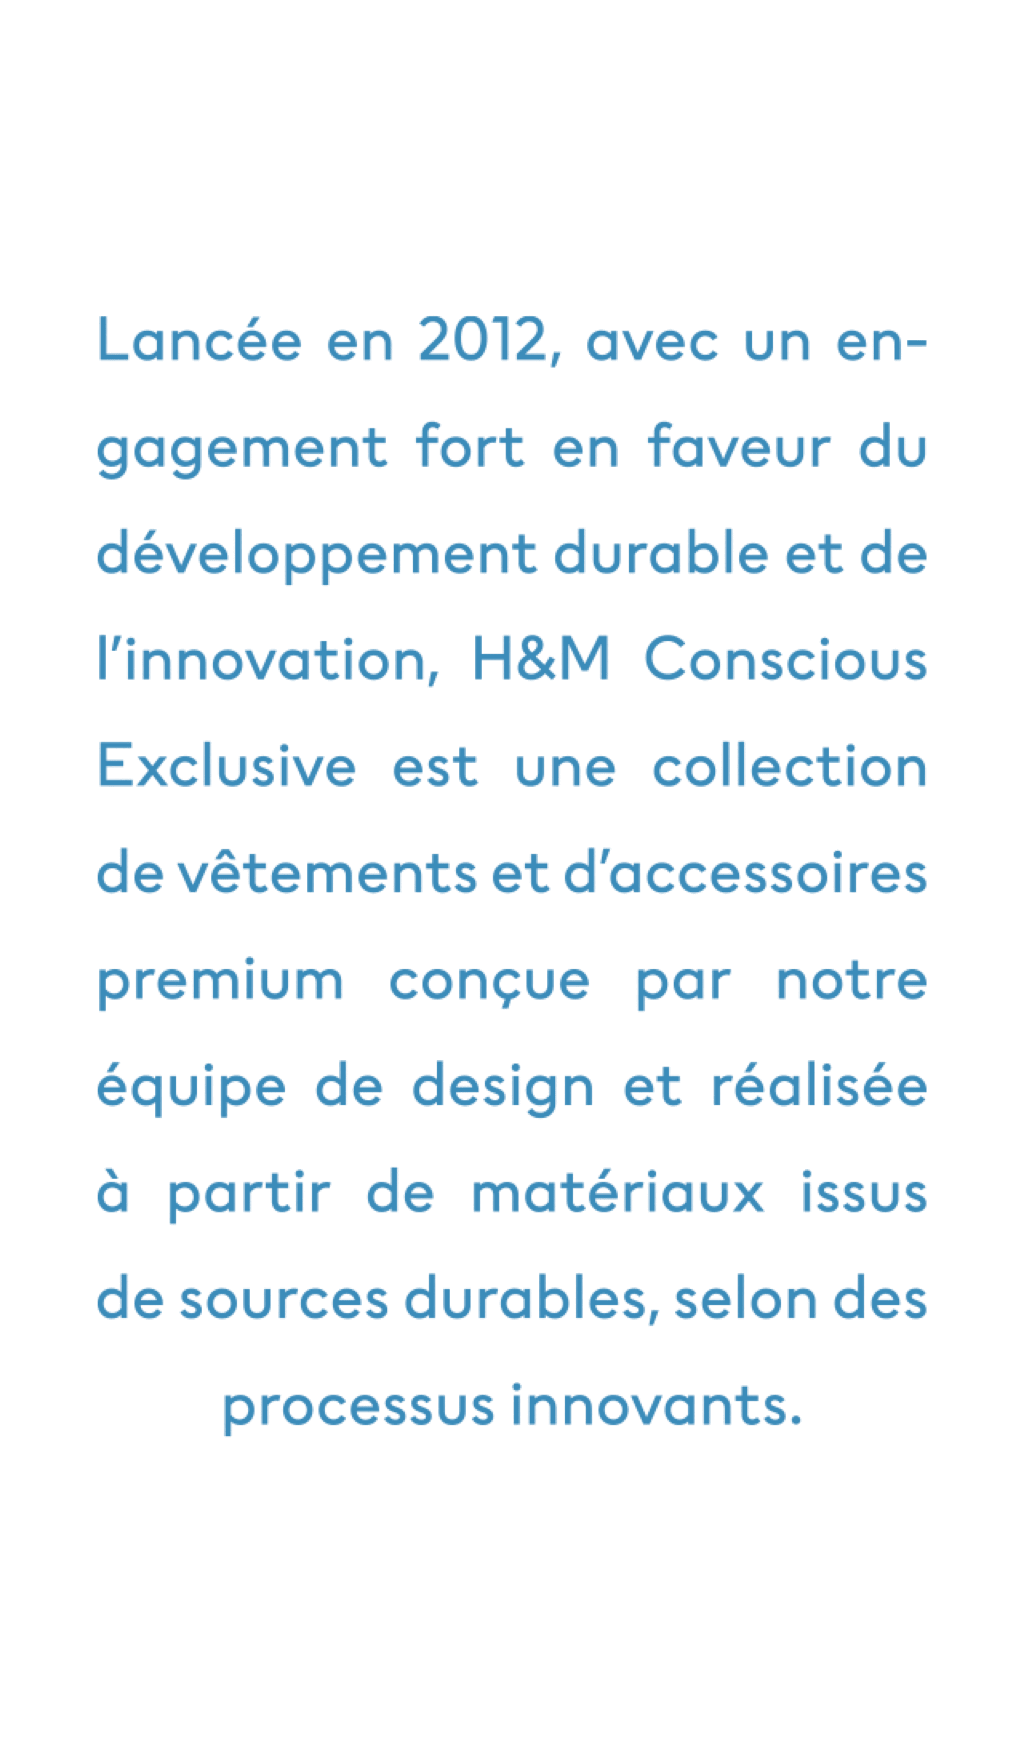 Lancée en 2012, avec un en-
gagement fort en faveur du
développement durable et de
l’innovation, H&M Conscious
Exclusive est une collection
de vêtements et d’accessoires
premium conçue par notre
équipe de design et réalisée
à partir de matériaux issus
de sources durables, selon des
processus innovants.